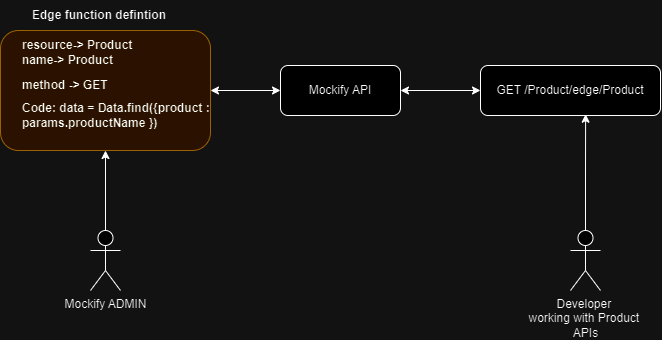 Edge function defintion
resource-> Product
name-> Product
method -> GET
Code: data = Data.find({product :
params.productName })
Mockify API
GET /Product/edge/Product
Mockify ADMIN
Developer
working with Product
APIs